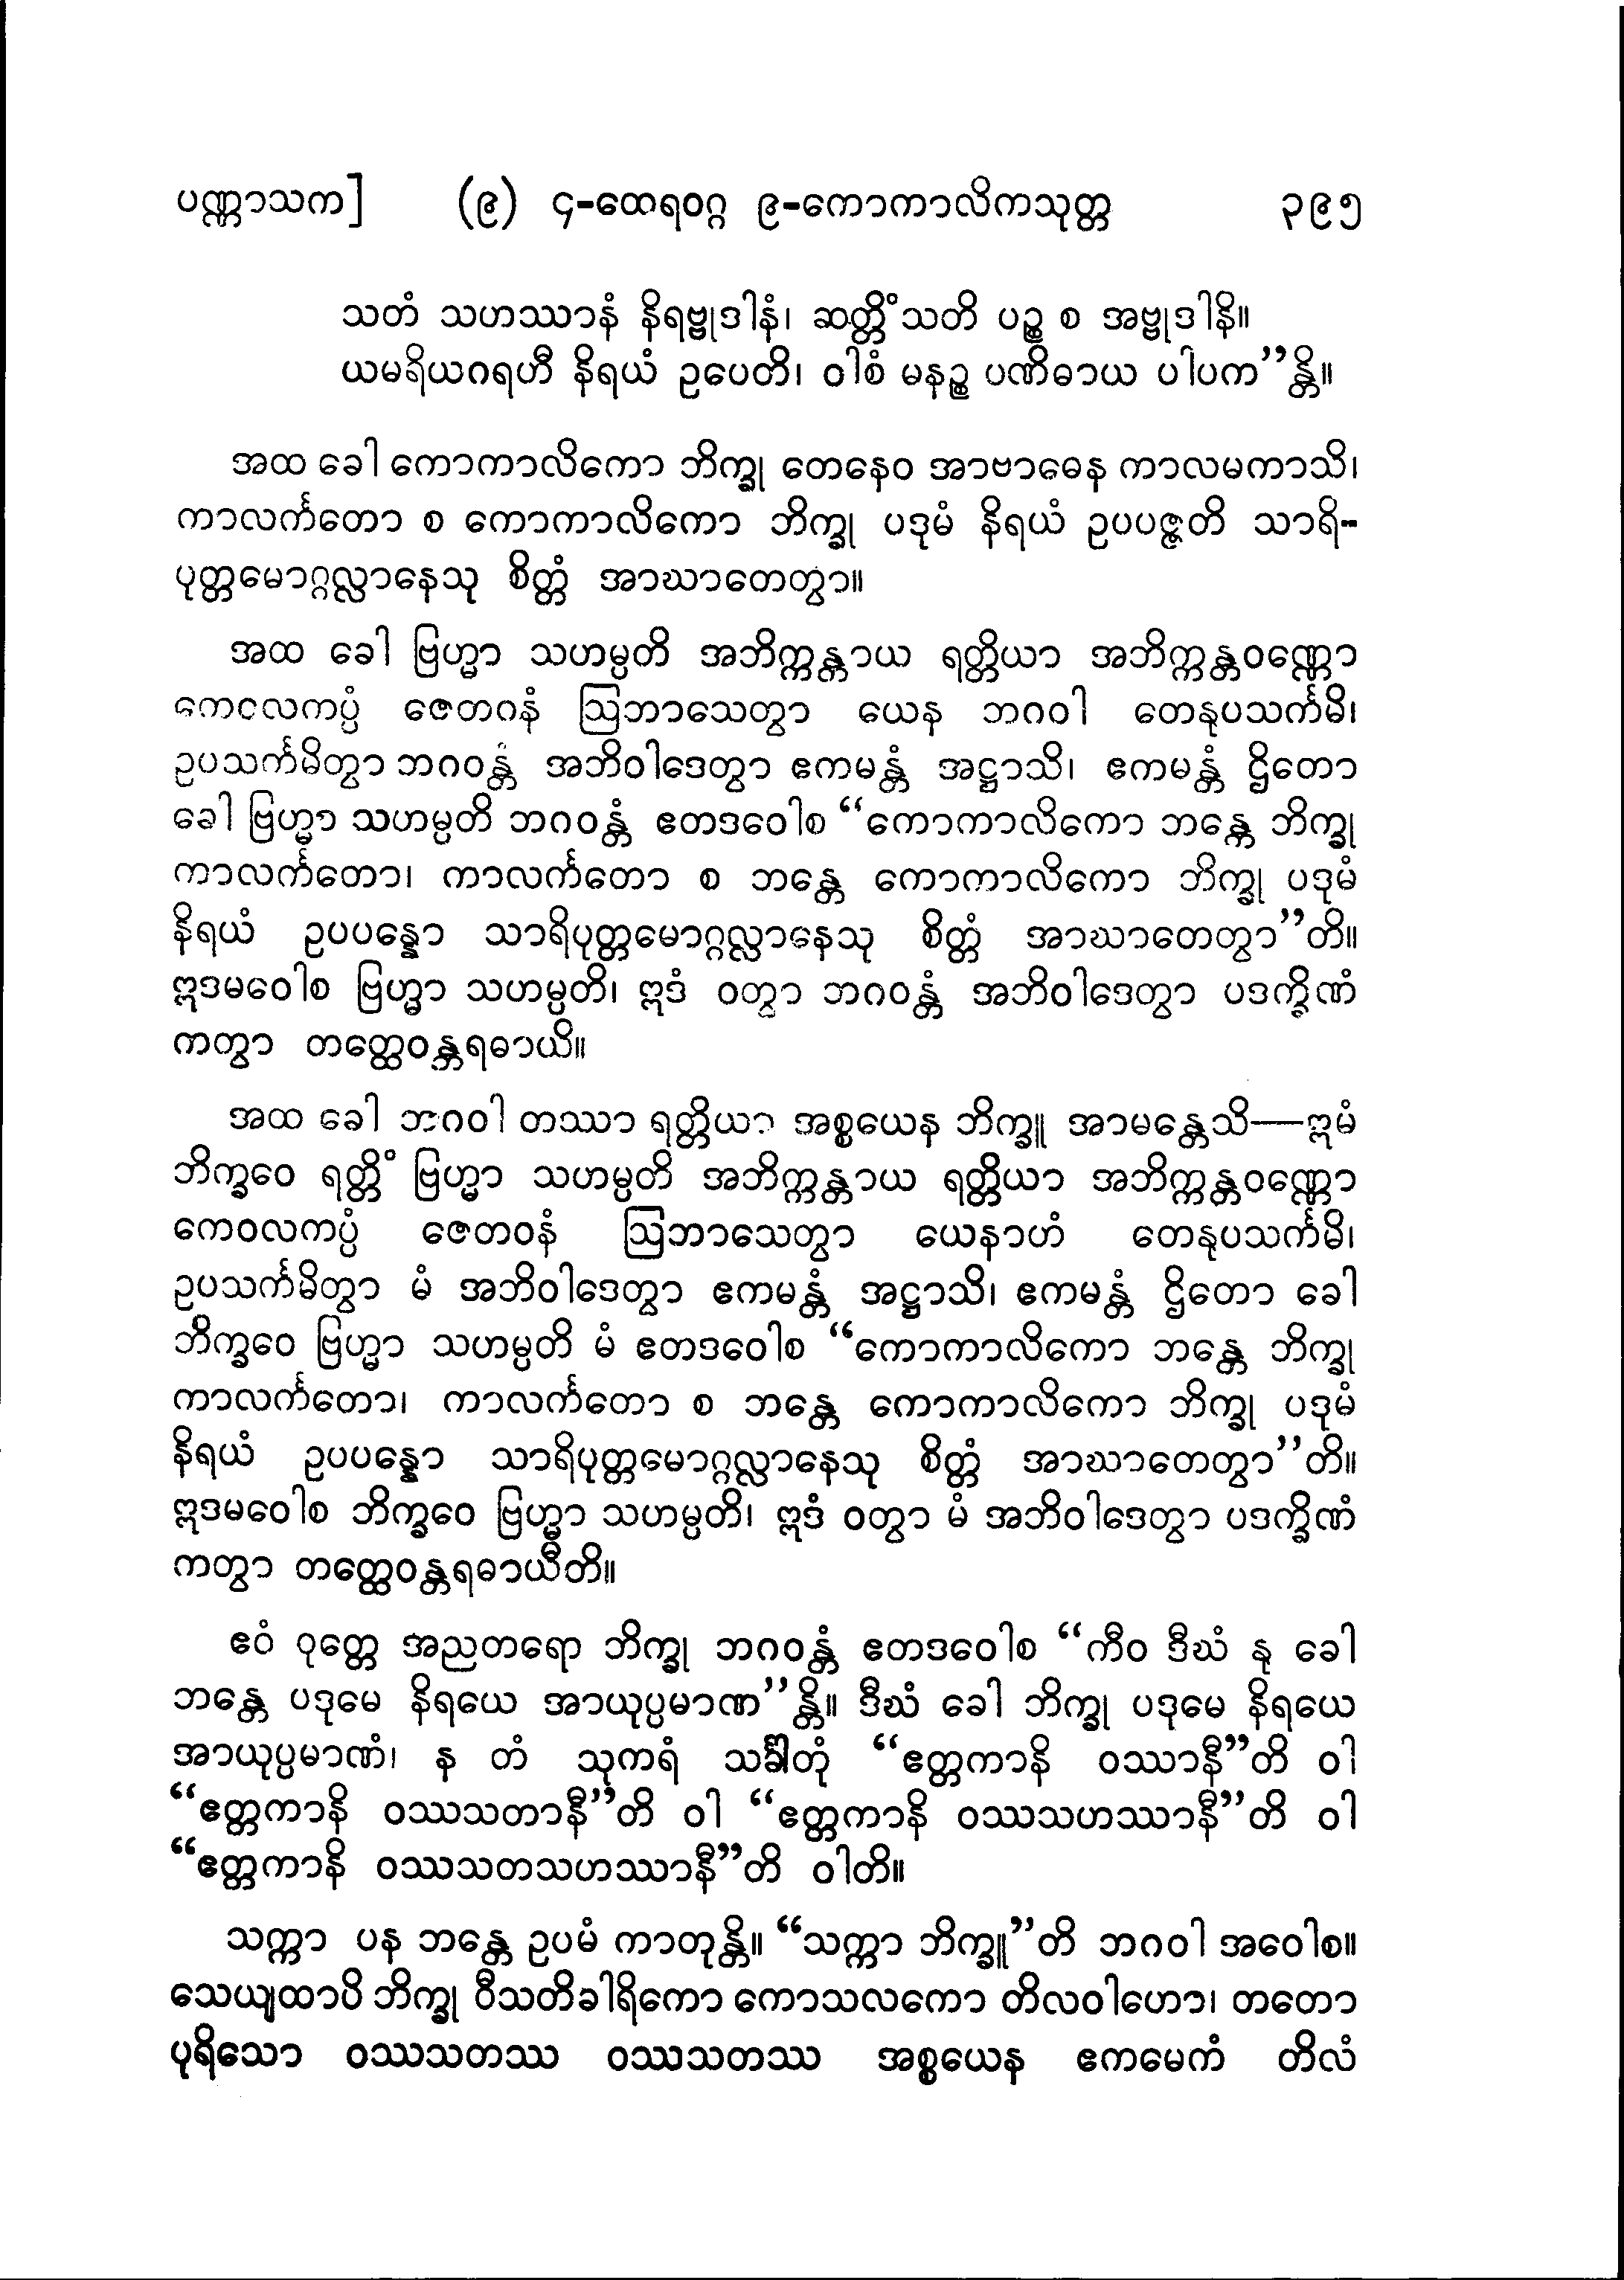 ပဏ္ဏာသက] (၉) ၄-ထေရဝဂ္ဂ ၉-ကောကာလိကသုတ္တ ၃၉၅
သတံ သဟဿာနံ နိရဗ္ဗုဒါနံ၊ ဆတ္တိံသတိ ပဉ္စ စ အဗ္ဗုဒါနိ။
ယမရိယဂရဟီ နိရယံ ဥပေတိ၊ ဝါစံ မနဉ္စ ပဏိဓာယ ပါပက”န္တိ။
အထ ခေါ ကောကာလိကော ဘိက္ခု တေနေဝ အာဗာဓေန ကာလမကာသိ၊
ကာလင်္ကတော စ ကောကာလိကော ဘိက္ခု ပဒုမံ နိရယံ ဥပပဇ္ဇတိ သာရိ-
ပုတ္တမောဂ္ဂလ္လာနေသု စိတ္တံ အာဃာတေတွာ။
အထ ခေါ ဗြဟ္မာ သဟမ္ပတိ အဘိက္ကန္တာယ ရတ္တိယာ အဘိက္ကန္တဝဏ္ဏော
ကေဝလကပ္ပံ ဇေတဝနံ ဩဘာသေတွာ ယေန ဘဂဝါ တေနုပသင်္ကမိ၊
ဥပသင်္ကမိတွာ ဘဂဝန္တံ အဘိဝါဒေတွာ ဧကမန္တံ အဋ္ဌာသိ၊ ဧကမန္တံ ဌိတော
ခေါ ဗြဟ္မာ သဟမ္ပတိ ဘဂဝန္တံ ဧတဒဝေါစ “ကောကာလိကော ဘန္တေ ဘိက္ခု
ကာလင်္ကတော၊ ကာလင်္ကတော စ ဘန္တေ ကောကာလိကော ဘိက္ခု ပဒုမံ
နိရယံ ဥပပန္နော သာရိပုတ္တမောဂ္ဂလ္လာနေသု စိတ္တံ အာဃာတေတွာ”တိ။
ဣဒမဝေါစ ဗြဟ္မာ သဟမ္ပတိ၊ ဣဒံ ဝတွာ ဘဂဝန္တံ အဘိဝါဒေတွာ ပဒက္ခိဏံ
ကတွာ တတ္ထေဝန္တရဓာယိ။
အထ ခေါ ဘဂဝါ တဿာ ရတ္တိယာ အစ္စယေန ဘိက္ခူ အာမန္တေသိ—ဣမံ
ဘိက္ခဝေ ရတ္တိံ ဗြဟ္မာ သဟမ္ပတိ အဘိက္ကန္တာယ ရတ္တိယာ အဘိက္ကန္တဝဏ္ဏော
ကေဝလကပ္ပံ ဇေတဝနံ ဩဘာသေတွာ ယေနာဟံ တေနုပသင်္ကမိ၊
ဥပသင်္ကမိတွာ မံ အဘိဝါဒေတွာ ဧကမန္တံ အဋ္ဌာသိ၊ ဧကမန္တံ ဌိတော ခေါ
ဘိက္ခဝေ ဗြဟ္မာ သဟမ္ပတိ မံ ဧတဒဝေါစ “ကောကာလိကော ဘန္တေ ဘိက္ခု
ကာလင်္ကတော၊ ကာလင်္ကတော စ ဘန္တေ ကောကာလိကော ဘိက္ခု ပဒုမံ
နိရယံ ဥပပန္နော သာရိပုတ္တမောဂ္ဂလ္လာနေသု စိတ္တံ အာဃာတေတွာ”တိ။
ဣဒမဝေါစ ဘိက္ခဝေ ဗြဟ္မာ သဟမ္ပတိ၊ ဣဒံ ဝတွာ မံ အဘိဝါဒေတွာ ပဒက္ခိဏံ
ကတွာ တတ္ထေဝန္တရဓာယီတိ။
ဧဝံ ဝုတ္တေ အညတရော ဘိက္ခု ဘဂဝန္တံ ဧတဒဝေါစ “ကီဝ ဒီဃံ နု ခေါ
ဘန္တေ ပဒုမေ နိရယေ အာယုပ္ပမာဏ”န္တိ။ ဒီဃံ ခေါ ဘိက္ခု ပဒုမေ နိရယေ
အာယုပ္ပမာဏံ၊ န တံ သုကရံ သင်္ခါတုံ “ဧတ္တကာနိ ဝဿာနီ”တိ ဝါ
“ဧတ္တကာနိ ဝဿသတာနီ”တိ ဝါ “ဧတ္တကာနိ ဝဿသဟဿာနီ”တိ ဝါ
“ဧတ္တကာနိ ဝဿသတသဟဿာနီ”တိ ဝါတိ။
သက္ကာ ပန ဘန္တေ ဥပမံ ကာတုန္တိ။ “သက္ကာ ဘိက္ခူ”တိ ဘဂဝါ အဝေါစ။
သေယျထာပိ ဘိက္ခု ဝီသတိခါရိကော ကောသလကော တိလဝါဟော၊ တတော
ပုရိသော ဝဿသတဿ ဝဿသတဿ အစ္စယေန ဧကမေကံ တိလံ